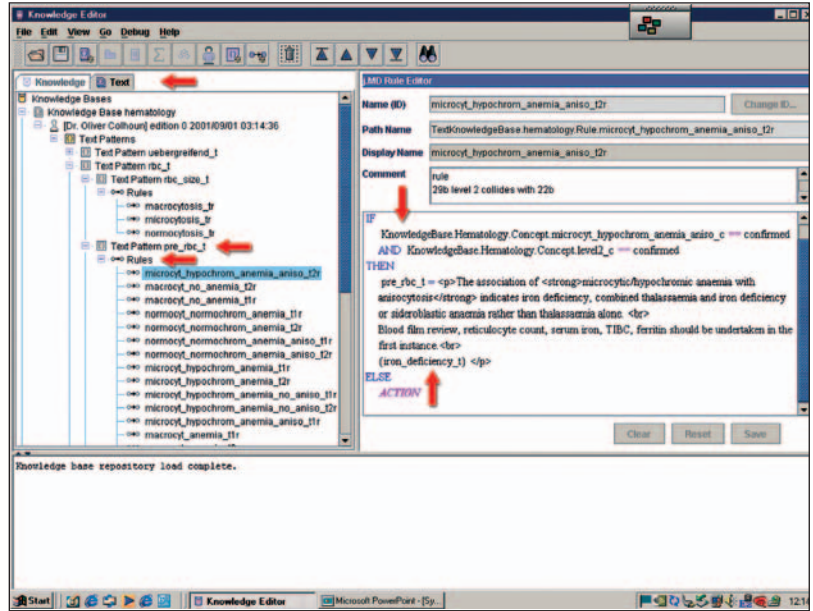 Knowledge Editor
File Edit View Go Debug Help
Knowledge Text
Knowledge Bases
Knowledge Base hematology
[Dr. Oliver Colhoun] edition 0 2001/09/01 03:14:36
Text Patterns
Text Pattern uebergreifend_t
Text Pattern rbc_t
Text Pattern rbc_size_t
Rules
macrocytosis_tr
microcytosis_tr
normocytosis_tr
Text Pattern pre_rbc_t
Rules
microcyt_hypochrom_anemia_aniso_t2r
macrocyt_no_anemia_t2r
macrocyt_no_anemia_t1r
normocyt_normochrom_anemia_t1r
normocyt_normochrom_anemia_t2r
normocyt_normochrom_anemia_aniso_t1r
normocyt_normochrom_anemia_aniso_t2r
microcyt_hypochrom_anemia_t1r
microcyt_hypochrom_anemia_t2r
microcyt_hypochrom_anemia_no_aniso_t1r
microcyt_hypochrom_anemia_no_aniso_t2r
microcyt_hypochrom_anemia_aniso_t1r
macrocyt_anemia_t1r
LMD Rule Editor
Name (ID) microcyt_hypochrom_anemia_aniso_t2r Change ID...
Path Name TextKnowledgeBase.hematology.Rule.microcyt_hypochrom_anemia_aniso_t2r
Display Name microcyt_hypochrom_anemia_aniso_t2r
Comment rule
29b level 2 collides with 22b
IF
KnowledgeBase.Hematology.Concept.microcyt_hypochrom_anemia_aniso_c == confirmed
AND KnowledgeBase.Hematology.Concept.level2_c == confirmed
THEN
pre_rbc_t = <p>The association of <strong>microcytic/hypochromic anaemia with
anisocytosis</strong> indicates iron deficiency, combined thalassaemia and iron deficiency
or sideroblastic anaemia rather than thalassaemia alone. <br>
Blood film review, reticulocyte count, serum iron, TIBC, ferritin should be undertaken in the
first instance.<br>
(iron_deficiency_t) </p>
ELSE
ACTION
Clear Reset Save
Knowledge base repository load complete.
Start Knowledge Editor Microsoft PowerPoint - [Sy... 12:14